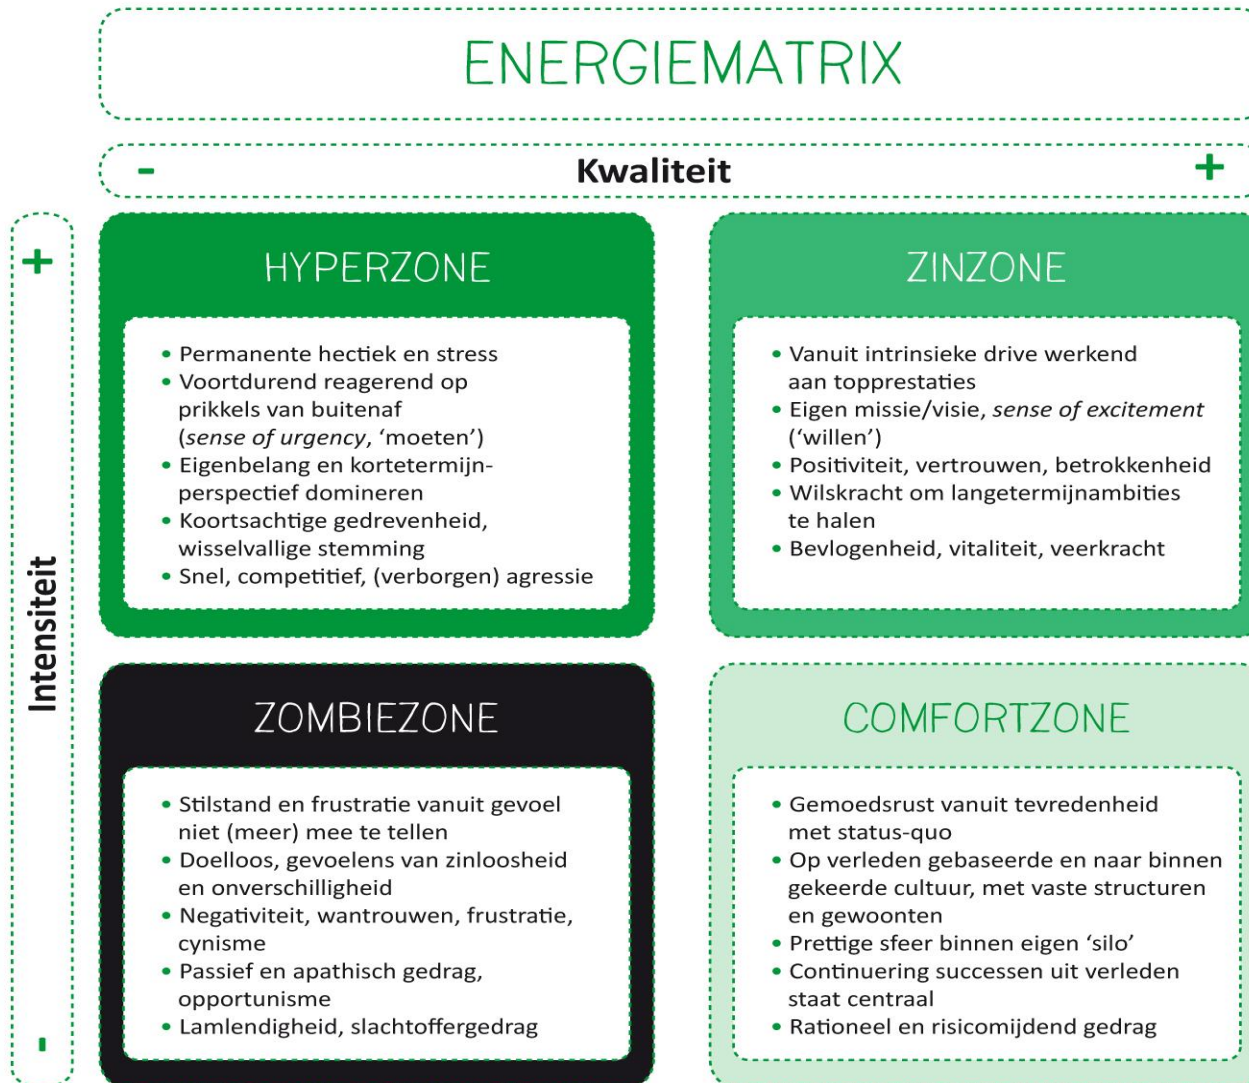 ENERGIEMATRIX
- Kwaliteit +
+
Intensiteit
-
HYPERZONE
• Permanente hectiek en stress
• Voortdurend reagerend op
prikkels van buitenaf
(sense of urgency, ‘moeten’)
• Eigenbelang en kortetermijn-
perspectief domineren
• Koortsachtige gedrevenheid,
wisselvallige stemming
• Snel, competitief, (verborgen) agressie
ZINZONE
• Vanuit intrinsieke drive werkend
aan topprestaties
• Eigen missie/visie, sense of excitement
(‘willen’)
• Positiviteit, vertrouwen, betrokkenheid
• Wilskracht om langetermijnambities
te halen
• Bevlogenheid, vitaliteit, veerkracht
ZOMBIEZONE
• Stilstand en frustratie vanuit gevoel
niet (meer) mee te tellen
• Doelloos, gevoelens van zinloosheid
en onverschilligheid
• Negativiteit, wantrouwen, frustratie,
cynisme
• Passief en apathisch gedrag,
opportunisme
• Lamlendigheid, slachtoffergedrag
COMFORTZONE
• Gemoedsrust vanuit tevredenheid
met status-quo
• Op verleden gebaseerde en naar binnen
gekeerde cultuur, met vaste structuren
en gewoonten
• Prettige sfeer binnen eigen ‘silo’
• Continuering successen uit verleden
staat centraal
• Rationeel en risicomijdend gedrag